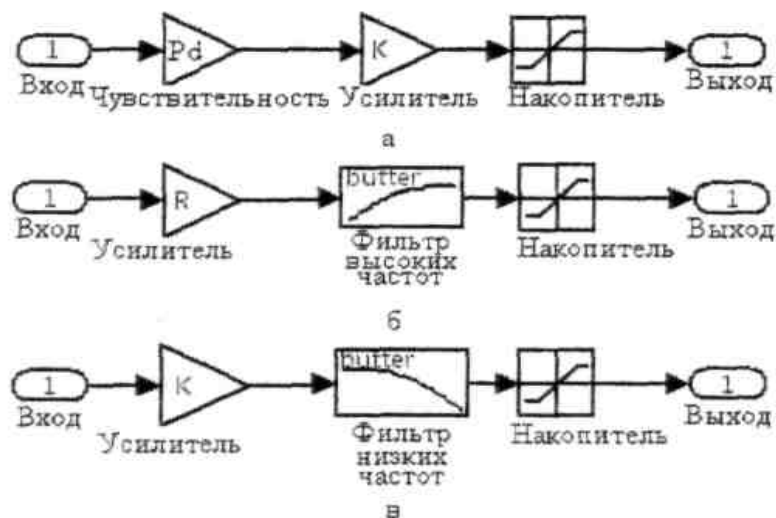 1 Pd K 1
Вход Чувствительность Усилитель Накопитель Выход
а
1 R butter 1
Вход Усилитель Фильтр высоких частот Накопитель Выход
б
1 K butter 1
Вход Усилитель Фильтр низких частот Накопитель Выход
в